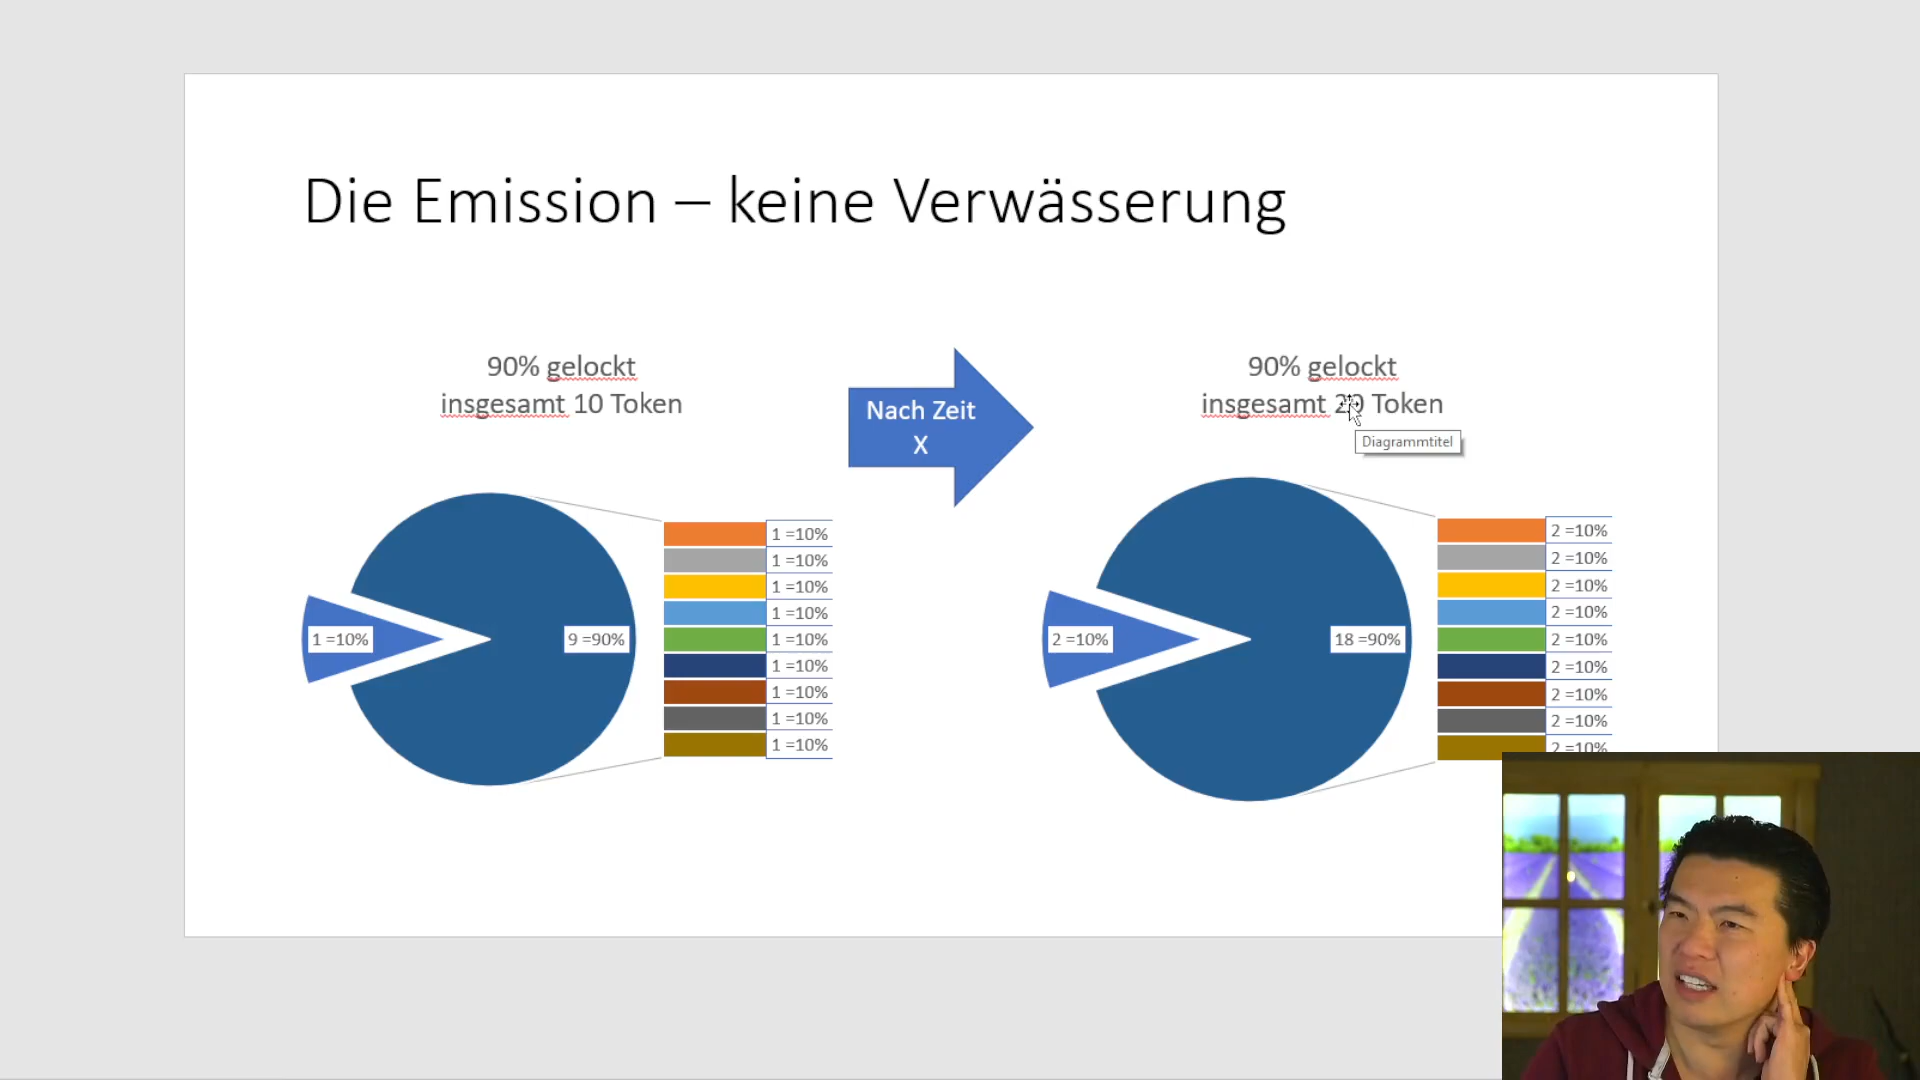 Die Emission – keine Verwässerung
90% gelockt
insgesamt 10 Token
Nach Zeit
X
90% gelockt
insgesamt 20 Token
Diagrammtitel
1 =10%
9 =90%
1 =10%
1 =10%
1 =10%
1 =10%
1 =10%
1 =10%
1 =10%
1 =10%
1 =10%
2 =10%
18 =90%
2 =10%
2 =10%
2 =10%
2 =10%
2 =10%
2 =10%
2 =10%
2 =10%
2 =10%